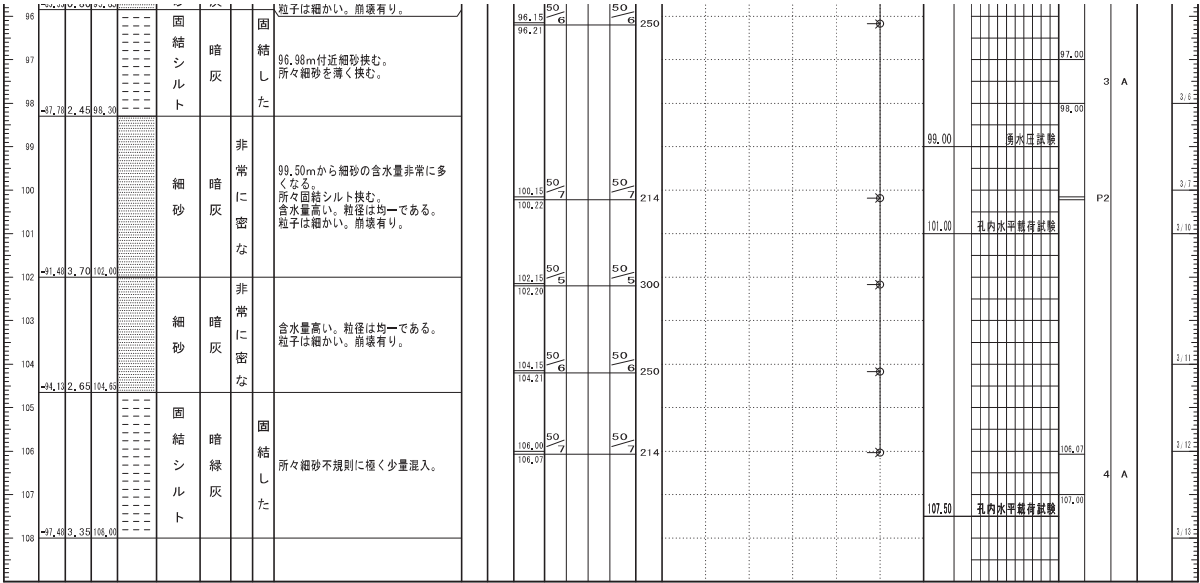 粒子は細かい。崩壊有り。
96
97
98
-87.78 2.45 98.30
固結シルト
暗灰
固結した
96.98m付近細砂挟む。
所々細砂を薄く挟む。
99
100
101
102
-91.48 3.70 102.00
細砂
暗灰
非常に密な
99.50mから細砂の含水量非常に多
くなる。
所々固結シルト挟む。
含水量高い。粒径は均一である。
粒子は細かい。崩壊有り。
103
104
-94.13 2.65 104.65
細砂
暗灰
非常に密な
含水量高い。粒径は均一である。
粒子は細かい。崩壊有り。
105
106
107
108
-97.48 3.35 108.00
固結シルト
暗緑灰
固結した
所々細砂不規則に極く少量混入。
96.15 50/6 50/6 250
96.21
100.15 50/7 50/7 214
100.22
102.15 50/5 50/5 300
102.20
104.15 50/6 50/6 250
104.21
106.00 50/7 50/7 214
106.07
99.00 湧水圧試験
101.00 孔内水平載荷試験
107.50 孔内水平載荷試験
97.00
3 A
98.00
P2
106.07
4 A
107.00
3/6
3/7
3/10
3/11
3/12
3/13